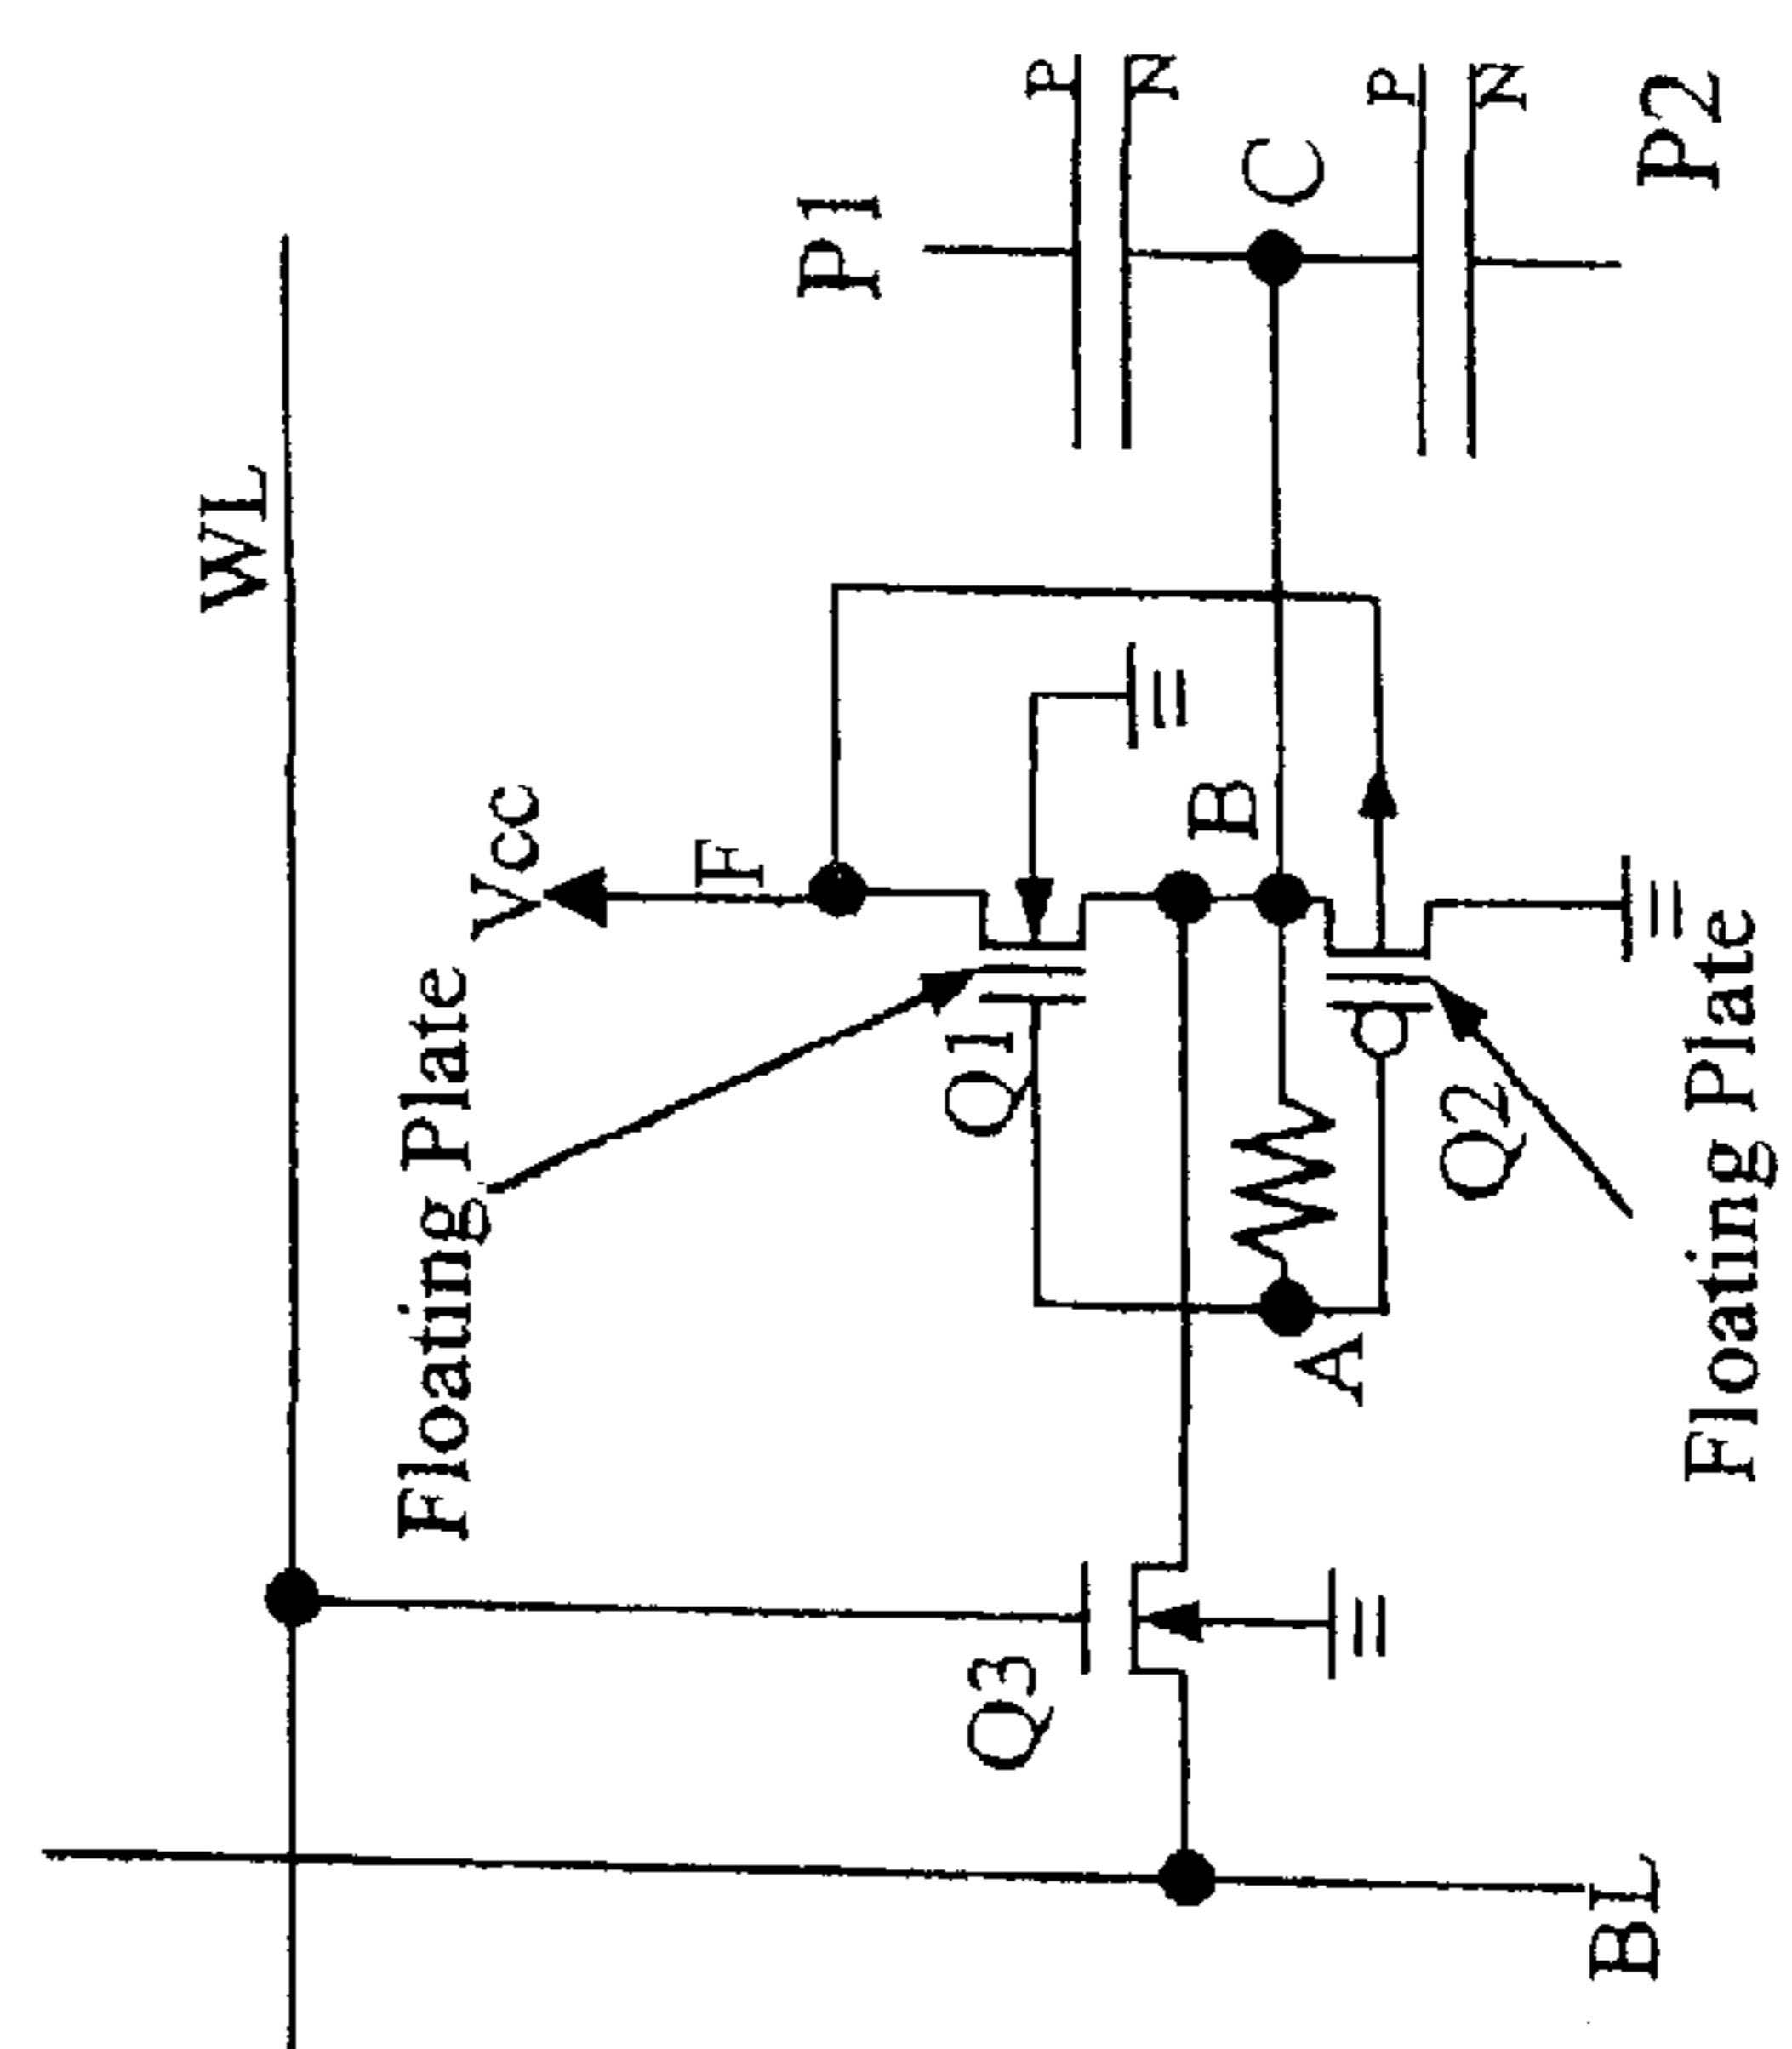 WL
Vcc
F
Floating Plate
Q1
B
A
Q2
Floating Plate
Q3
BL
P1
P
N
C
P
N
P2